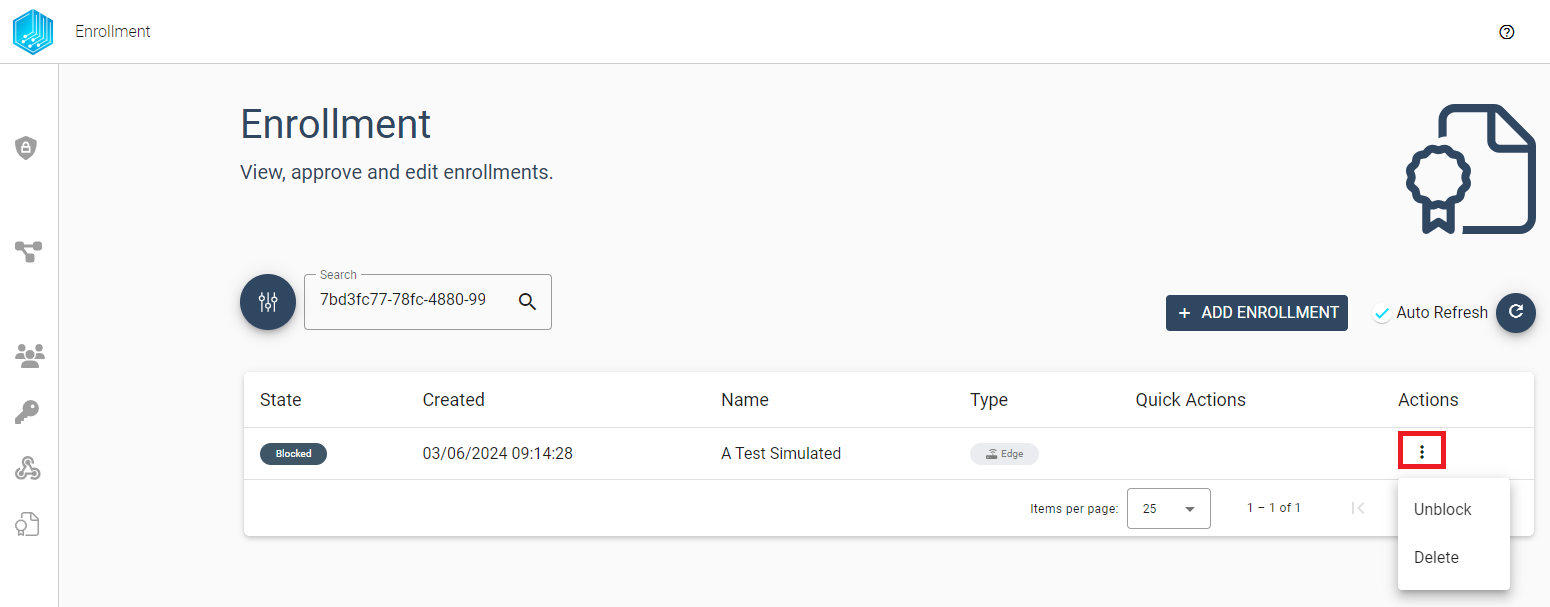 Enrollment
Enrollment
View, approve and edit enrollments.
Search
7bd3fc77-78fc-4880-99
+ ADD ENROLLMENT
Auto Refresh
State Created Name Type Quick Actions Actions
Blocked 03/06/2024 09:14:28 A Test Simulated Edge
Items per page: 25 1 – 1 of 1
Unblock
Delete